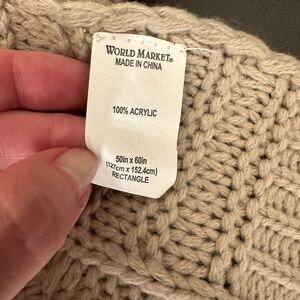 WORLD MARKET®
MADE IN CHINA
100% ACRYLIC
50in x 60in
(127cm x 152.4cm)
RECTANGLE